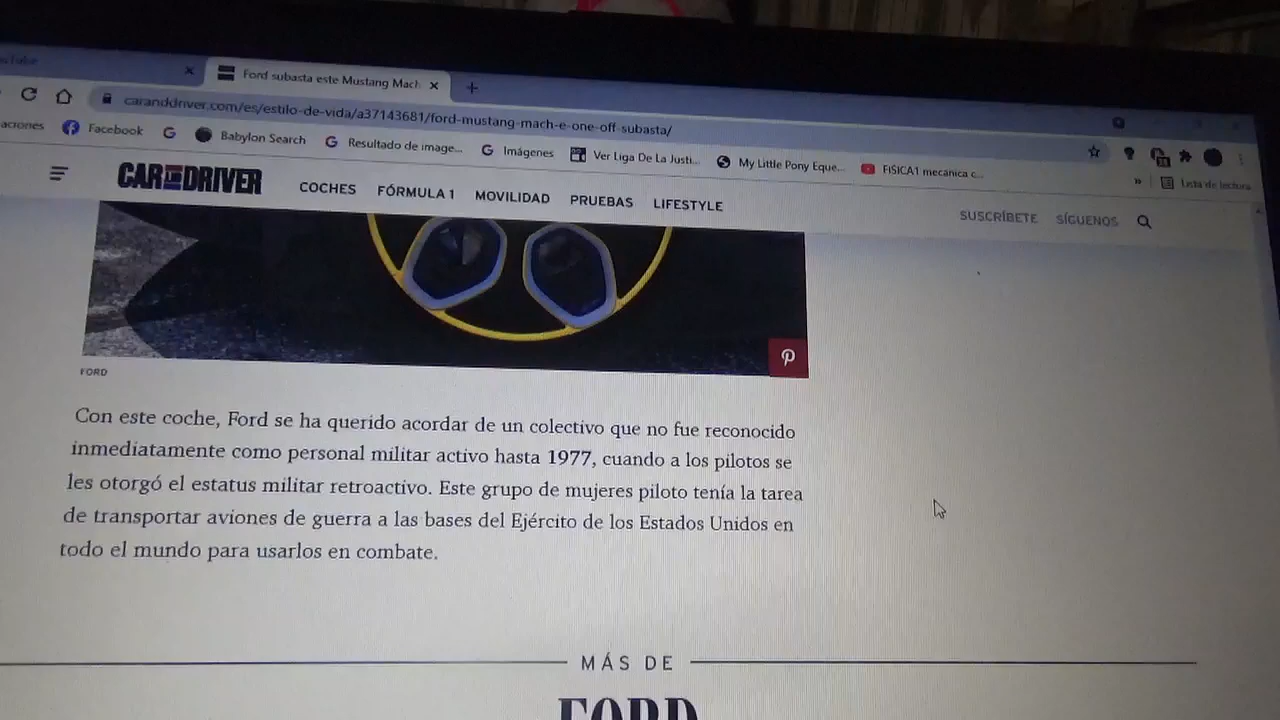 Ford subasta este Mustang Mach
caranddriver.com/es/estilo-de-vida/a37143681/ford-mustang-mach-e-one-off-subasta/
aciones Facebook Babylon Search Resultado de image... Imágenes Ver Liga De La Justi... My Little Pony Eque... FISICA1 mecánica c...
» Lista de lectura
CAR AND DRIVER COCHES FÓRMULA 1 MOVILIDAD PRUEBAS LIFESTYLE SUSCRÍBETE SÍGUENOS
FORD
Con este coche, Ford se ha querido acordar de un colectivo que no fue reconocido
inmediatamente como personal militar activo hasta 1977, cuando a los pilotos se
les otorgó el estatus militar retroactivo. Este grupo de mujeres piloto tenía la tarea
de transportar aviones de guerra a las bases del Ejército de los Estados Unidos en
todo el mundo para usarlos en combate.
MÁS DE
FORD